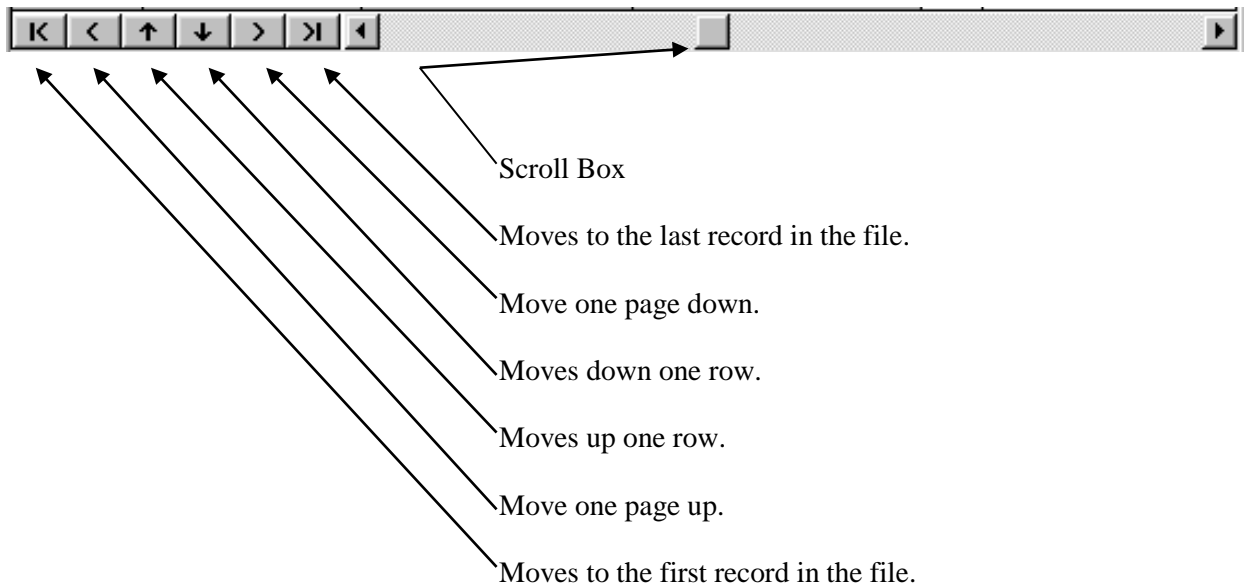 Scroll Box
Moves to the last record in the file.
Move one page down.
Moves down one row.
Moves up one row.
Move one page up.
Moves to the first record in the file.